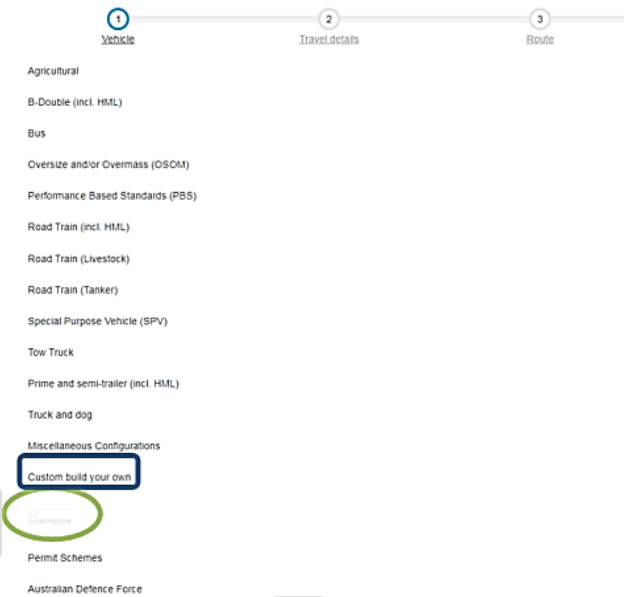 1 2 3
Vehicle Travel details Route
Agricultural
B-Double (incl. HML)
Bus
Oversize and/or Overmass (OSOM)
Performance Based Standards (PBS)
Road Train (incl. HML)
Road Train (Livestock)
Road Train (Tanker)
Special Purpose Vehicle (SPV)
Tow Truck
Prime and semi-trailer (incl. HML)
Truck and dog
Miscellaneous Configurations
Custom build your own
Permit Schemes
Australian Defence Force